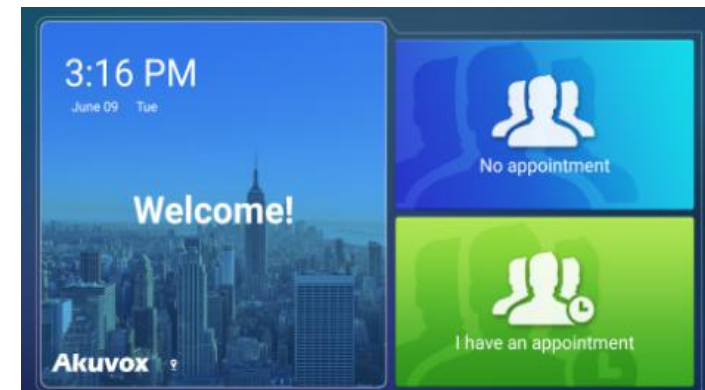 3:16 PM
June 09 Tue
Welcome!
Akuvox
No appointment
I have an appointment